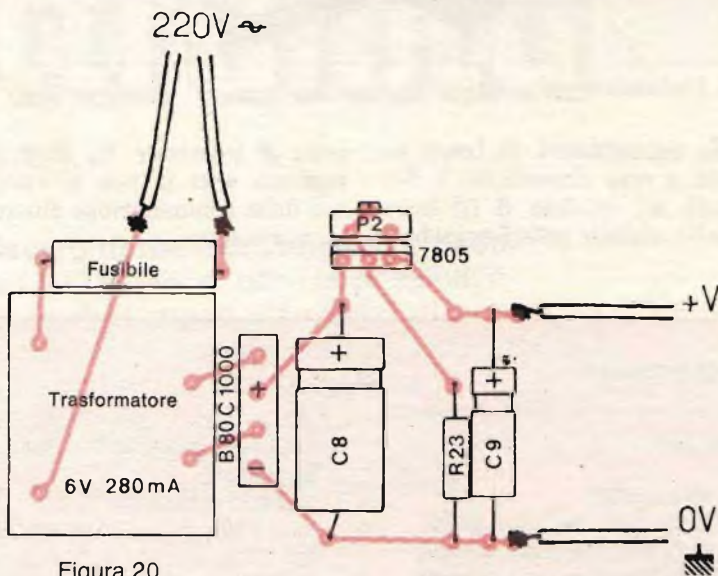 220V ~
P2
Fusibile
7805
+V
B80C1000
+
-
Trasformatore
+
+
C8
R23
C9
6V 280mA
0V
Figura 20